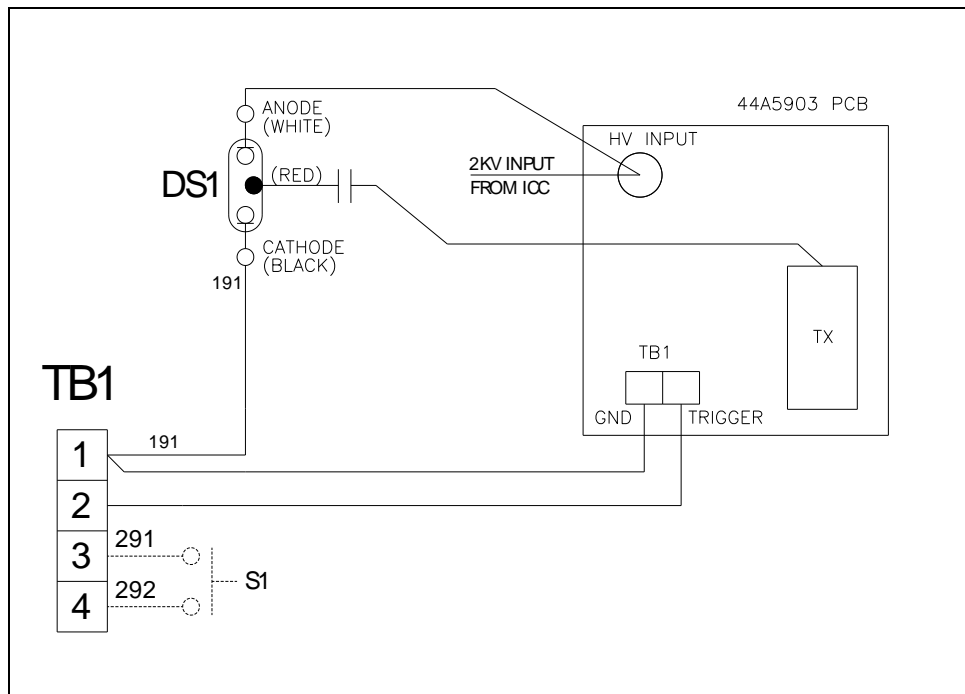 ANODE
(WHITE)
44A5903 PCB
HV INPUT
2KV INPUT
FROM ICC
DS1
(RED)
CATHODE
(BLACK)
191
TX
TB1
TB1
GND
TRIGGER
1
191
2
3
291
S1
4
292